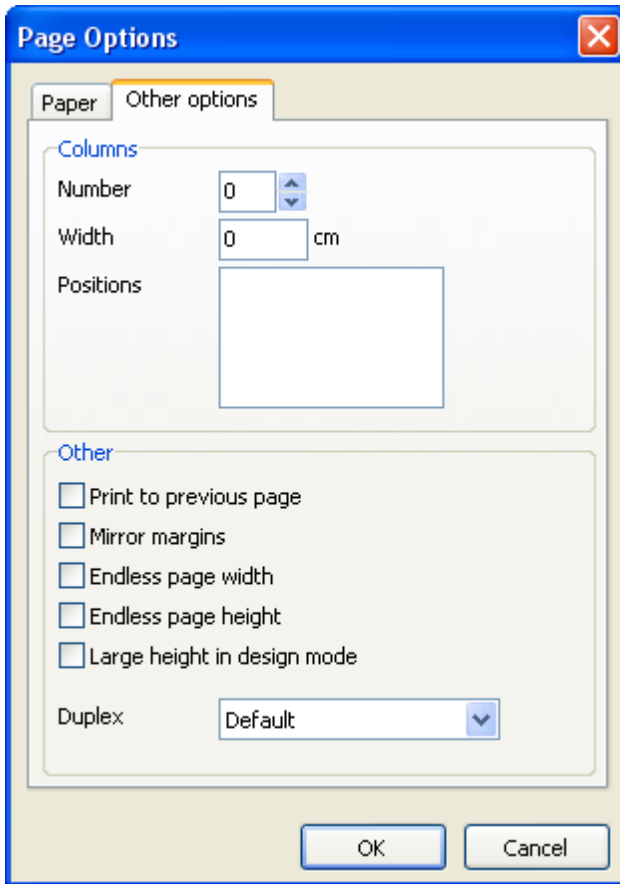 Page Options
Paper Other options
Columns
Number 0
Width 0 cm
Positions
Other
Print to previous page
Mirror margins
Endless page width
Endless page height
Large height in design mode
Duplex Default
OK Cancel